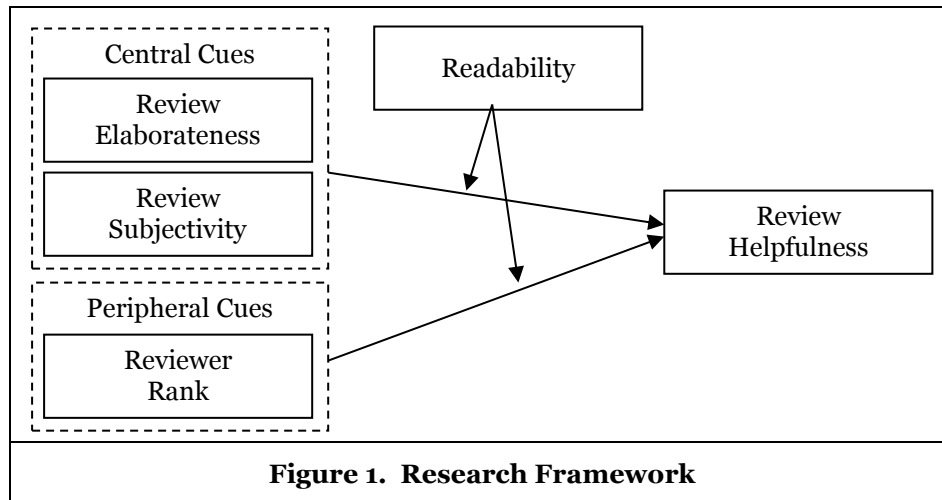 Central Cues
Review
Elaborateness
Review
Subjectivity
Peripheral Cues
Reviewer
Rank
Readability
Review
Helpfulness
Figure 1. Research Framework